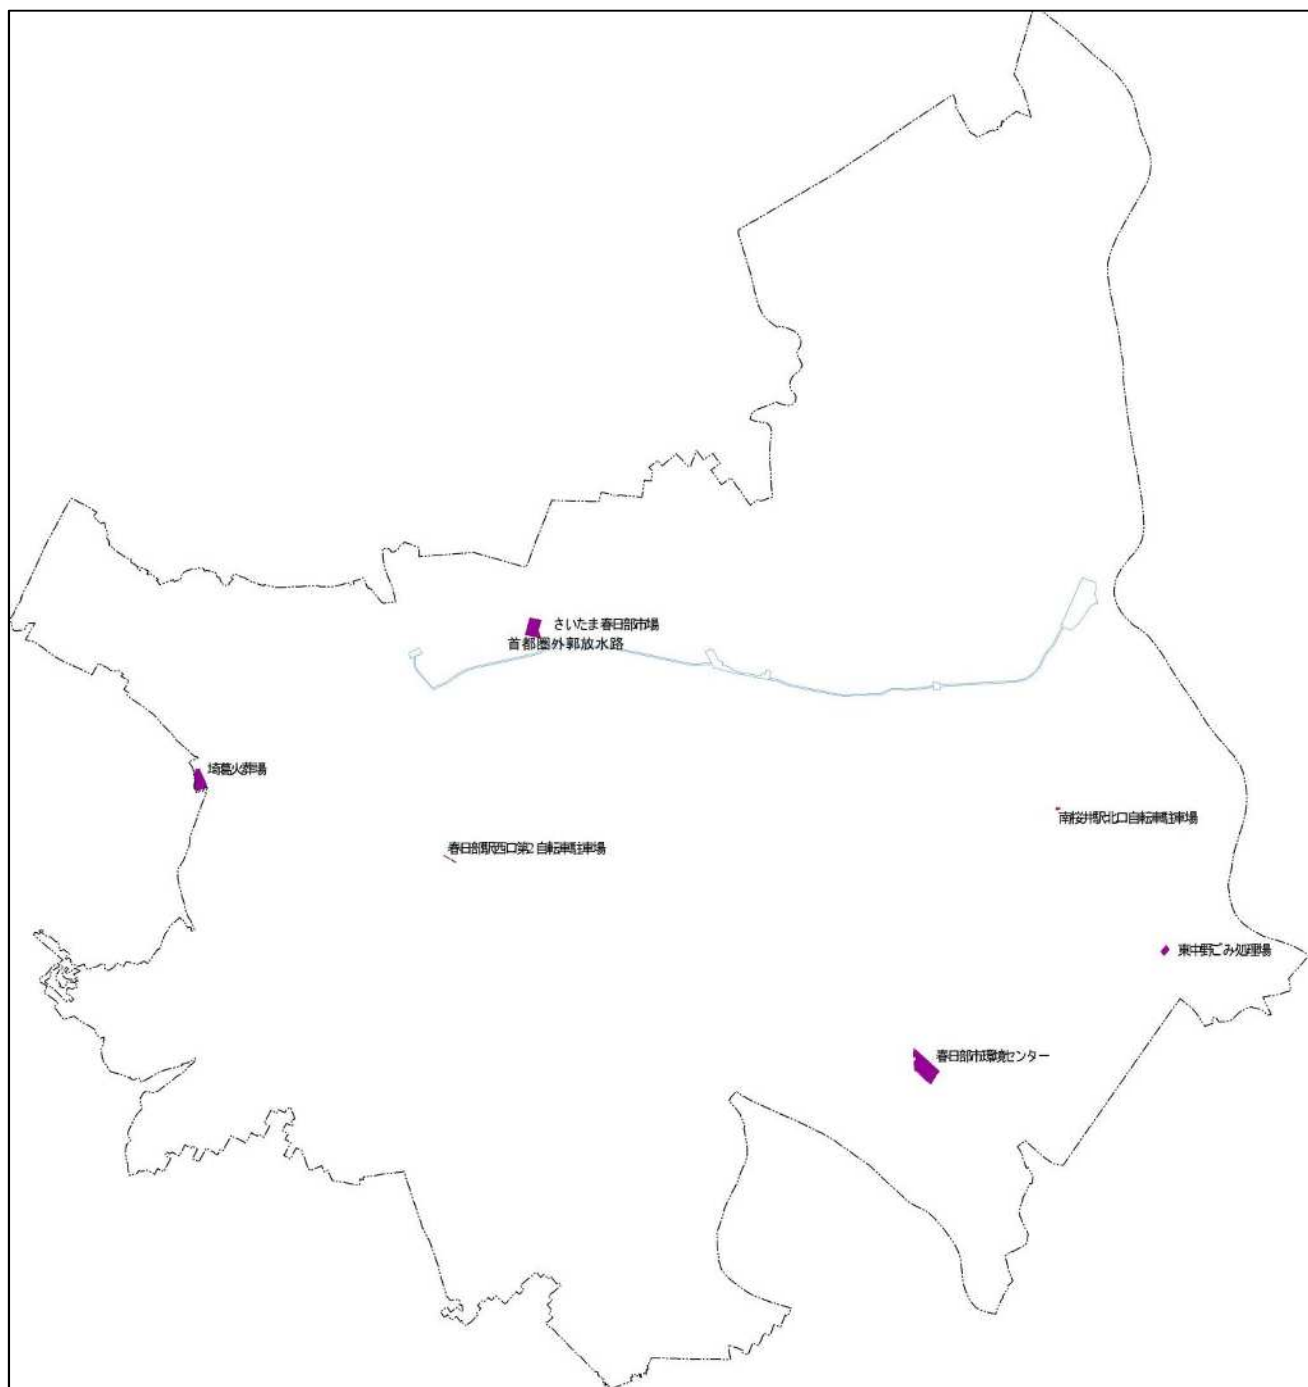 さいたま春日部市場
首都圏外郭放水路
埼葛火葬場
南桜井駅北口自転車駐車場
春日部駅西口第2自転車駐車場
東中野ごみ処理場
春日部市環境センター